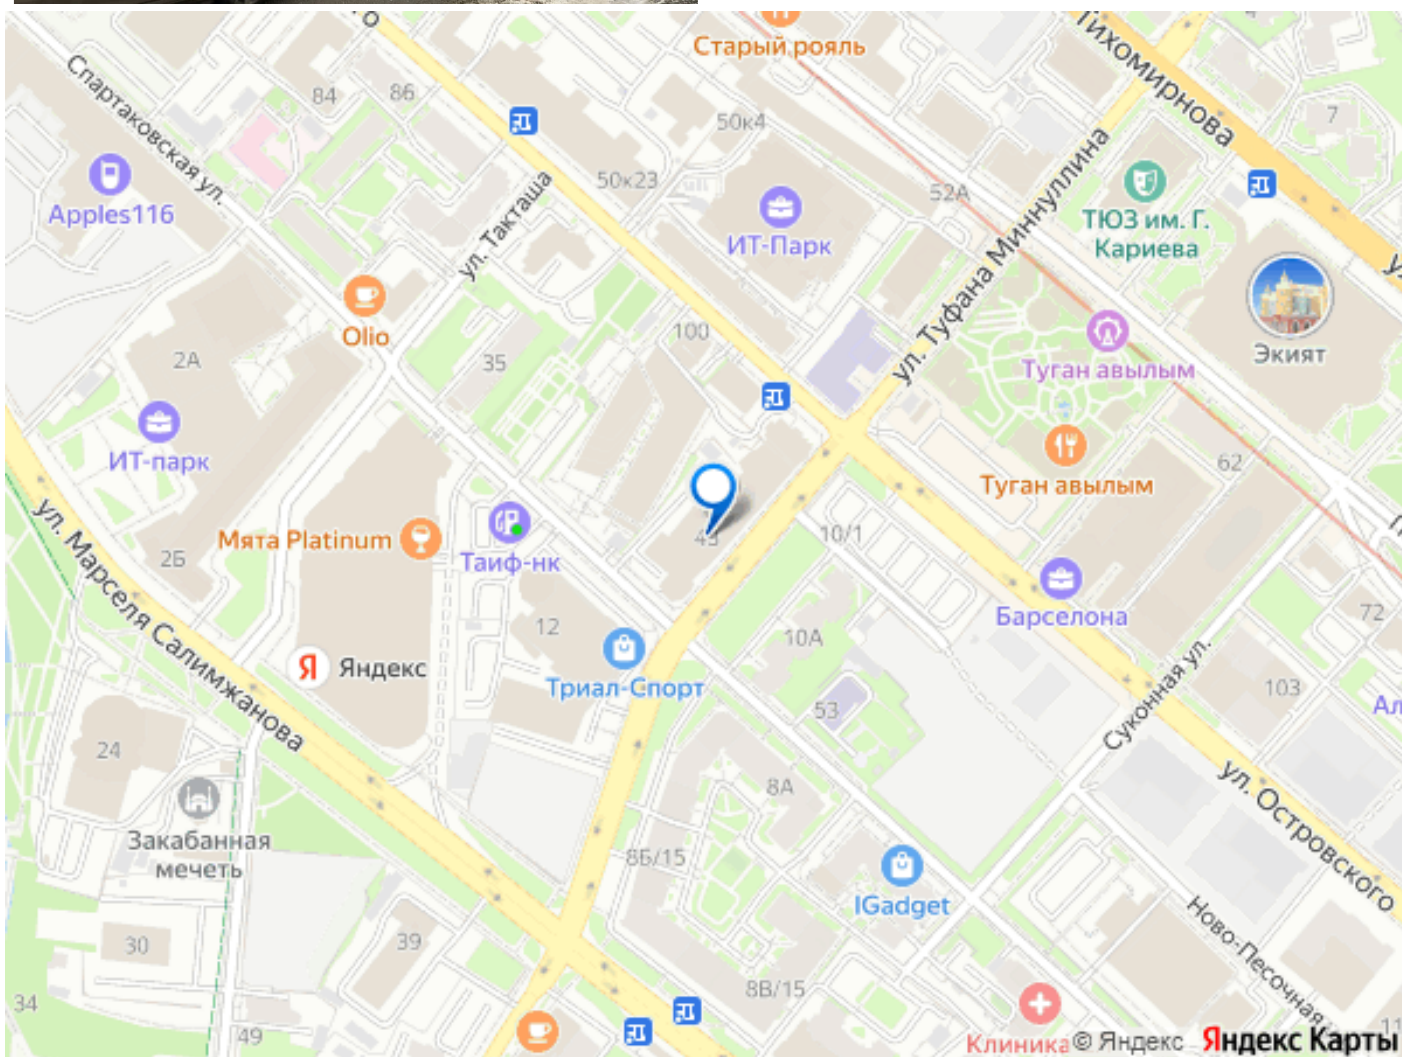 Старый рояль
Тихомирнова
Спартаковская ул.
84
86
50к4
7
50к23
52А
Apples116
ул. Такташа
ИТ-Парк
ТЮЗ им. Г.
Кариева
ул. Туфана Миннуллина
Olio
100
Экият
2А
35
Туган авылым
ИТ-парк
Туган авылым
62
ул. Марселя Салимжанова
Мята Platinum
Таиф-нк
10/1
2Б
Барселона
72
12
10А
Я
Яндекс
Триал-Спорт
Суконная ул.
103
53
24
8А
ул. Островского
Закабанная
мечеть
8Б/15
IGadget
Ново-Песочная
30
39
34
8В/15
49
Клиника
© Яндекс
Яндекс Карты